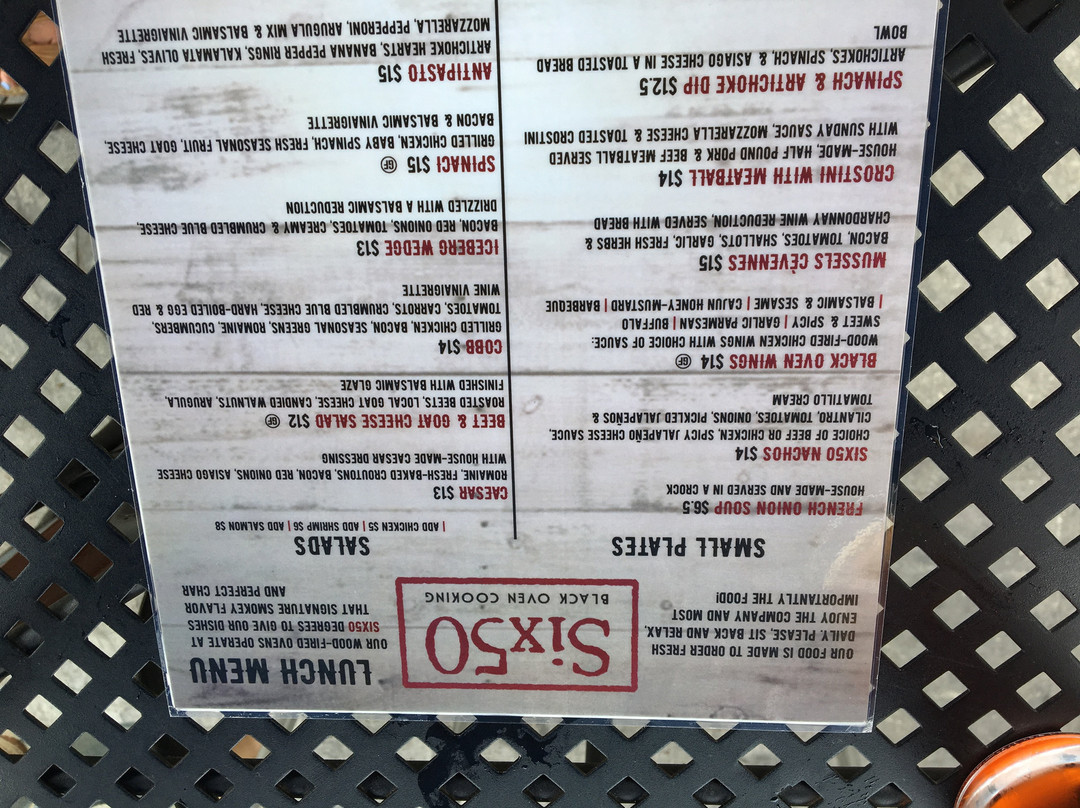 OUR FOOD IS MADE TO ORDER FRESH
DAILY. PLEASE, SIT BACK AND RELAX,
ENJOY THE COMPANY AND MOST
IMPORTANTLY THE FOOD!
Six50
BLACK OVEN COOKING
LUNCH MENU
OUR WOOD-FIRED OVENS OPERATE AT
SIX50 DEGREES TO GIVE OUR DISHES
THAT SIGNATURE SMOKEY FLAVOR
AND PERFECT CHAR
SMALL PLATES
FRENCH ONION SOUP $6.5
HOUSE-MADE AND SERVED IN A CROCK
SIX50 NACHOS $14
CHOICE OF BEEF OR CHICKEN, SPICY JALAPEÑO CHEESE SAUCE,
CILANTRO, TOMATOES, ONIONS, PICKLED JALAPEÑOS &
TOMATILLO CREAM
BLACK OVEN WINGS $14 GF
WOOD-FIRED CHICKEN WINGS WITH CHOICE OF SAUCE:
SWEET & SPICY | GARLIC PARMESAN | BUFFALO
| BALSAMIC & SESAME | CAJUN HONEY-MUSTARD | BARBEQUE
MUSSELS CÉVENNES $15
BACON, TOMATOES, SHALLOTS, GARLIC, FRESH HERBS &
CHARDONNAY WINE REDUCTION, SERVED WITH BREAD
CROSTINI WITH MEATBALL $14
HOUSE-MADE, HALF POUND PORK & BEEF MEATBALL SERVED
WITH SUNDAY SAUCE, MOZZARELLA CHEESE & TOASTED CROSTINI
SPINACH & ARTICHOKE DIP $12.5
ARTICHOKES, SPINACH & ASIAGO CHEESE IN A TOASTED BREAD
BOWL
SALADS
| ADD CHICKEN $5 ADD SHRIMP $6 | ADD SALMON $8
CAESAR $13
ROMAINE, FRESH-BAKED CROUTONS, BACON, RED ONIONS, ASIAGO CHEESE
WITH HOUSE-MADE CAESAR DRESSING
BEET & GOAT CHEESE SALAD $12 GF
ROASTED BEETS, LOCAL GOAT CHEESE, CANDIED WALNUTS, ARUGULA,
FINISHED WITH BALSAMIC GLAZE
COBB $14
GRILLED CHICKEN, BACON, SEASONAL GREENS, ROMAINE, CUCUMBERS,
TOMATOES, CARROTS, CRUMBLED BLUE CHEESE, HARD-BOILED EGG & RED
WINE VINAIGRETTE
ICEBERG WEDGE $13
BACON, RED ONIONS, TOMATOES, CREAMY & CRUMBLED BLUE CHEESE,
DRIZZLED WITH A BALSAMIC REDUCTION
SPINACI $15 GF
GRILLED CHICKEN, BABY SPINACH, FRESH SEASONAL FRUIT, GOAT CHEESE,
BACON & BALSAMIC VINAIGRETTE
ANTIPASTO $15
ARTICHOKE HEARTS, BANANA PEPPER RINGS, KALAMATA OLIVES, FRESH
MOZZARELLA, PEPPERONI, ARUGULA MIX & BALSAMIC VINAIGRETTE